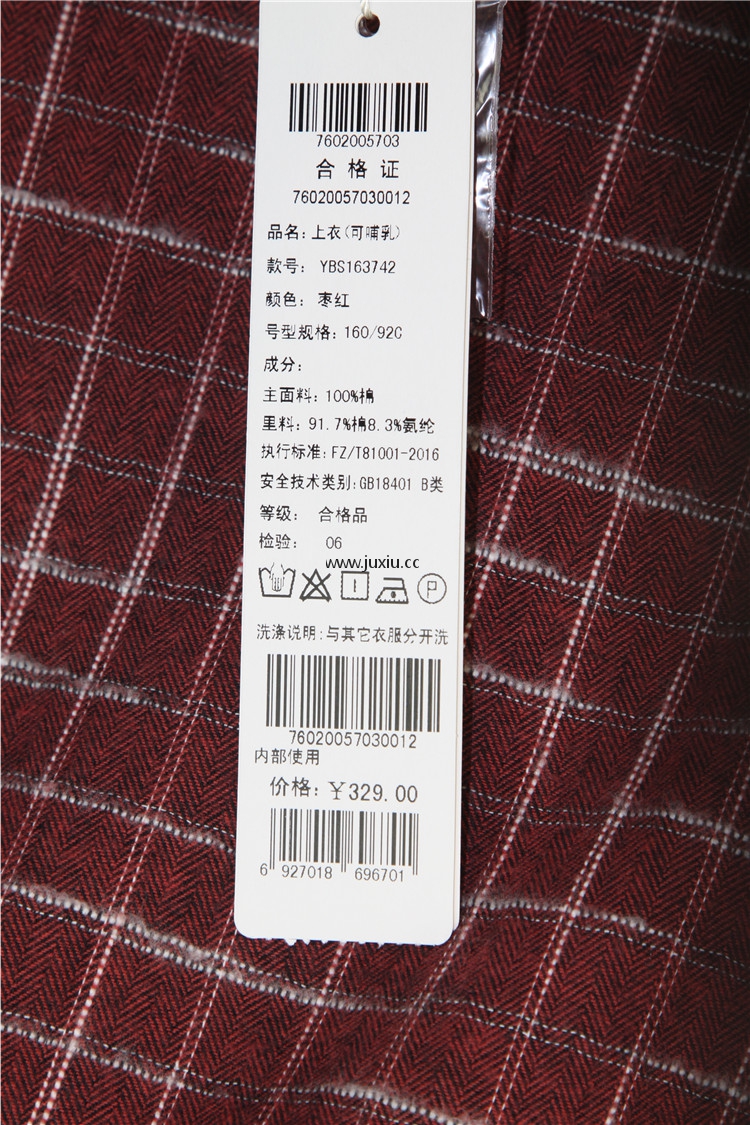 7602005703
合格证
76020057030012
品名: 上衣(可哺乳)
款号: YBS163742
颜色: 枣红
号型规格: 160/92C
成分:
主面料: 100%棉
里料: 91.7%棉8.3%氨纶
执行标准: FZ/T81001-2016
安全技术类别: GB18401 B类
等级: 合格品
检验: 06
www.juxiu.cc
P
洗涤说明: 与其它衣服分开洗
76020057030012
内部使用
价格: ￥329.00
6 927018 696701